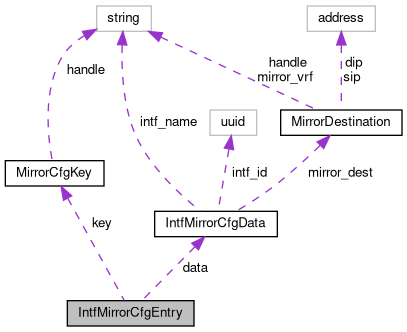 string
address
handle
handle
mirror_vrf
dip
sip
intf_name
uuid
MirrorDestination
MirrorCfgKey
intf_id
mirror_dest
key
IntfMirrorCfgData
data
IntfMirrorCfgEntry